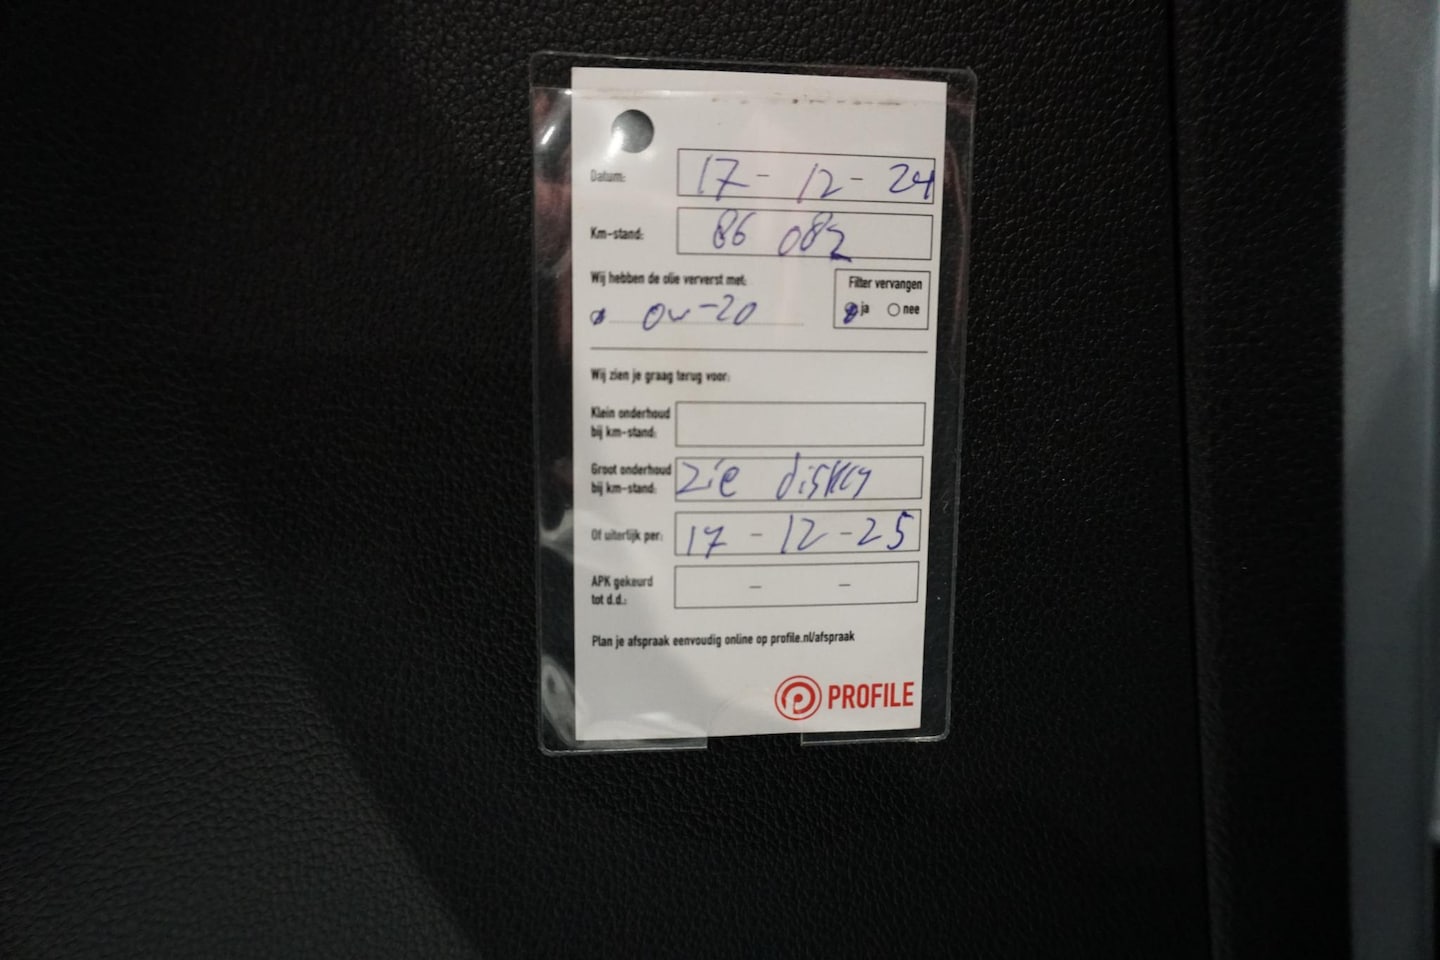 Datum: 17 - 12 - 24
Km-stand: 86 082
Wij hebben de olie ververst met:
0w-20
Filter vervangen
ja nee
Wij zien je graag terug voor:
Klein onderhoud
bij km-stand:
Groot onderhoud
bij km-stand: zie
Of uiterlijk per: 17 - 12 - 25
APK gekeurd
tot d.d.: - -
Plan je afspraak eenvoudig online op profile.nl/afspraak
PROFILE